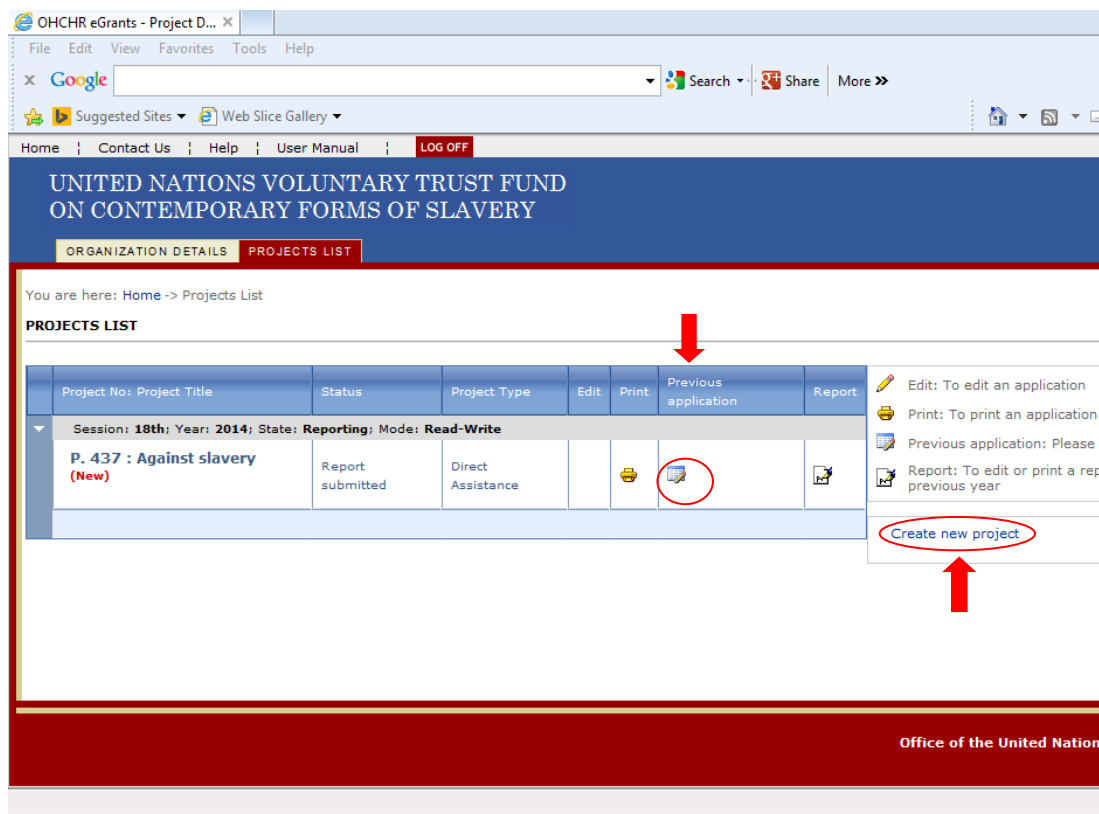 OHCHR eGrants - Project D... ×
File Edit View Favorites Tools Help
x Google Search Share More »
Suggested Sites Web Slice Gallery
Home ¦ Contact Us ¦ Help ¦ User Manual ¦ LOG OFF
UNITED NATIONS VOLUNTARY TRUST FUND
ON CONTEMPORARY FORMS OF SLAVERY
ORGANIZATION DETAILS PROJECTS LIST
You are here: Home -> Projects List
PROJECTS LIST
Project No: Project Title Status Project Type Edit Print Previous application Report
Session: 18th; Year: 2014; State: Reporting; Mode: Read-Write
P. 437 : Against slavery
(New)
Report
submitted
Direct
Assistance
Edit: To edit an application
Print: To print an application
Previous application: Please
Report: To edit or print a rep
previous year
Create new project
Office of the United Nation